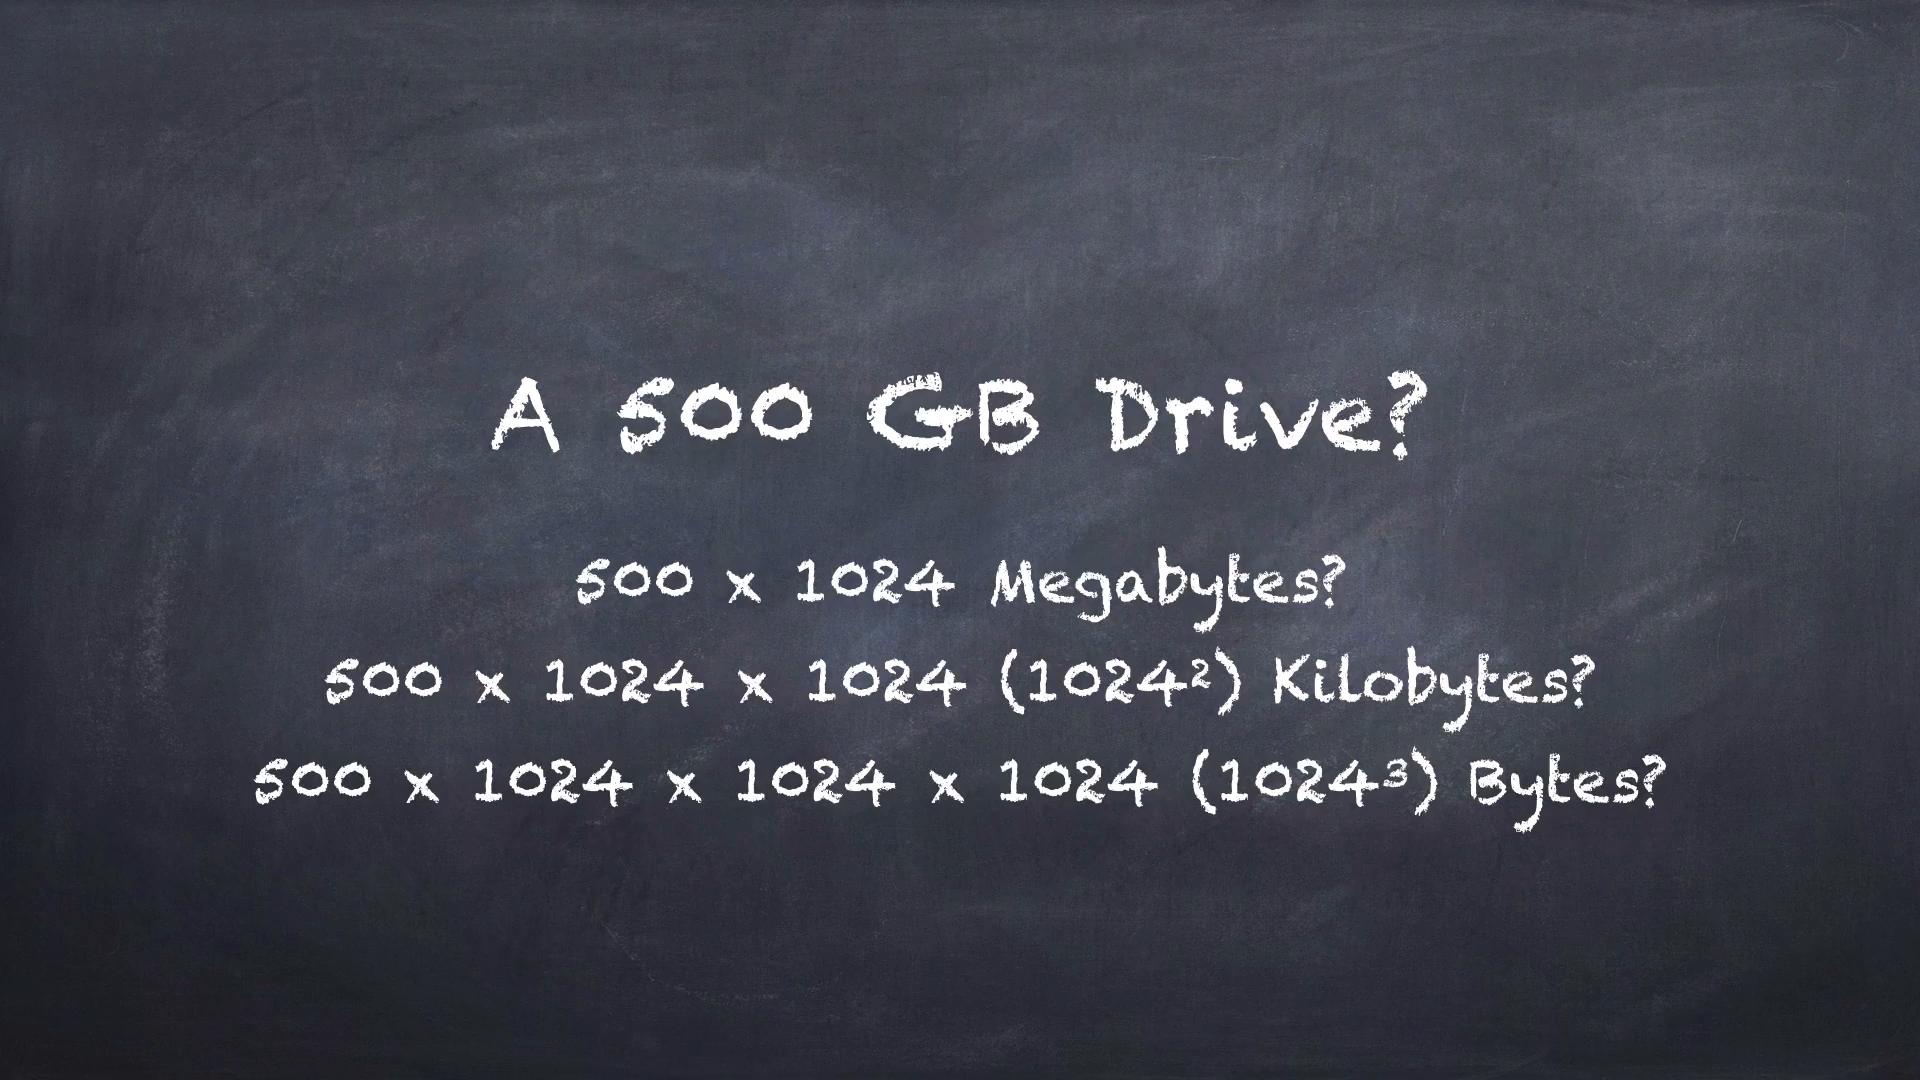 A 500 GB Drive?
500 x 1024 Megabytes?
500 x 1024 x 1024 (1024²) Kilobytes?
500 x 1024 x 1024 x 1024 (1024³) Bytes?